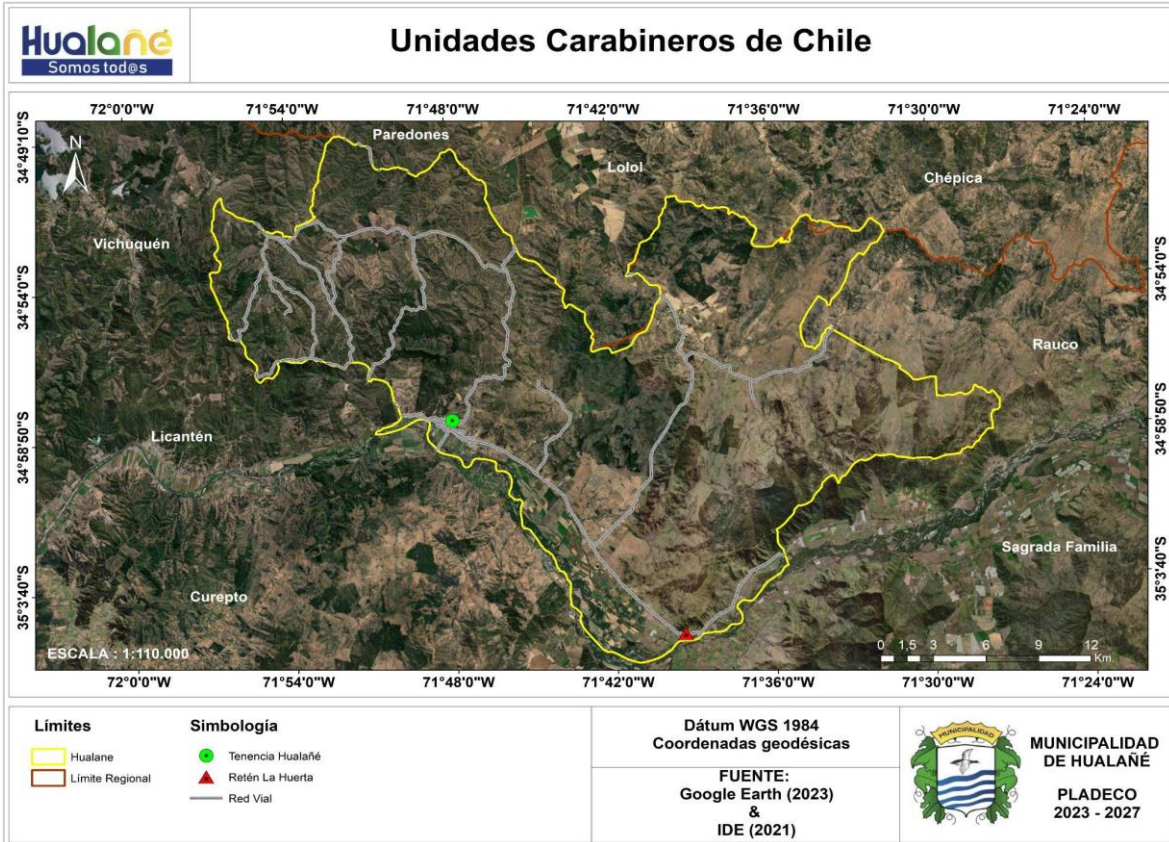 Hualañé
Somos tod@s
Unidades Carabineros de Chile
72°0'0"W 71°54'0"W 71°48'0"W 71°42'0"W 71°36'0"W 71°30'0"W 71°24'0"W
34°49'10"S
34°54'0"S
34°58'50"S
35°3'40"S
N
Paredones
Lolol
Chépica
Vichuquén
Rauco
Licantén
Sagrada Familia
Curepto
ESCALA : 1:110.000
0 1,5 3 6 9 12
Km
34°49'10"S
34°54'0"S
34°58'50"S
35°3'40"S
72°0'0"W 71°54'0"W 71°48'0"W 71°42'0"W 71°36'0"W 71°30'0"W 71°24'0"W
Límites
Hualane
Límite Regional
Simbología
Tenencia Hualañé
Retén La Huerta
Red Vial
Dátum WGS 1984
Coordenadas geodésicas
FUENTE:
Google Earth (2023)
&
IDE (2021)
MUNICIPALIDAD
MUNICIPALIDAD
DE HUALAÑÉ
PLADECO
2023 - 2027